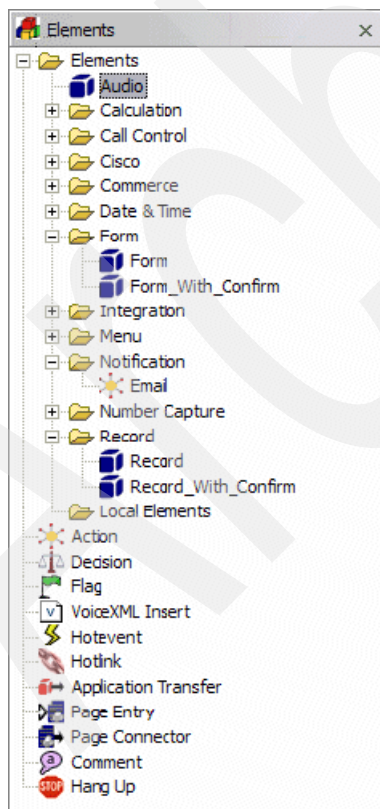 Elements
Elements
Audio
Calculation
Call Control
Cisco
Commerce
Date & Time
Form
Form
Form_With_Confirm
Integration
Menu
Notification
Email
Number Capture
Record
Record
Record_With_Confirm
Local Elements
Action
Decision
Flag
V VoiceXML Insert
Hotevent
Hotlink
Application Transfer
Page Entry
Page Connector
a Comment
STOP Hang Up